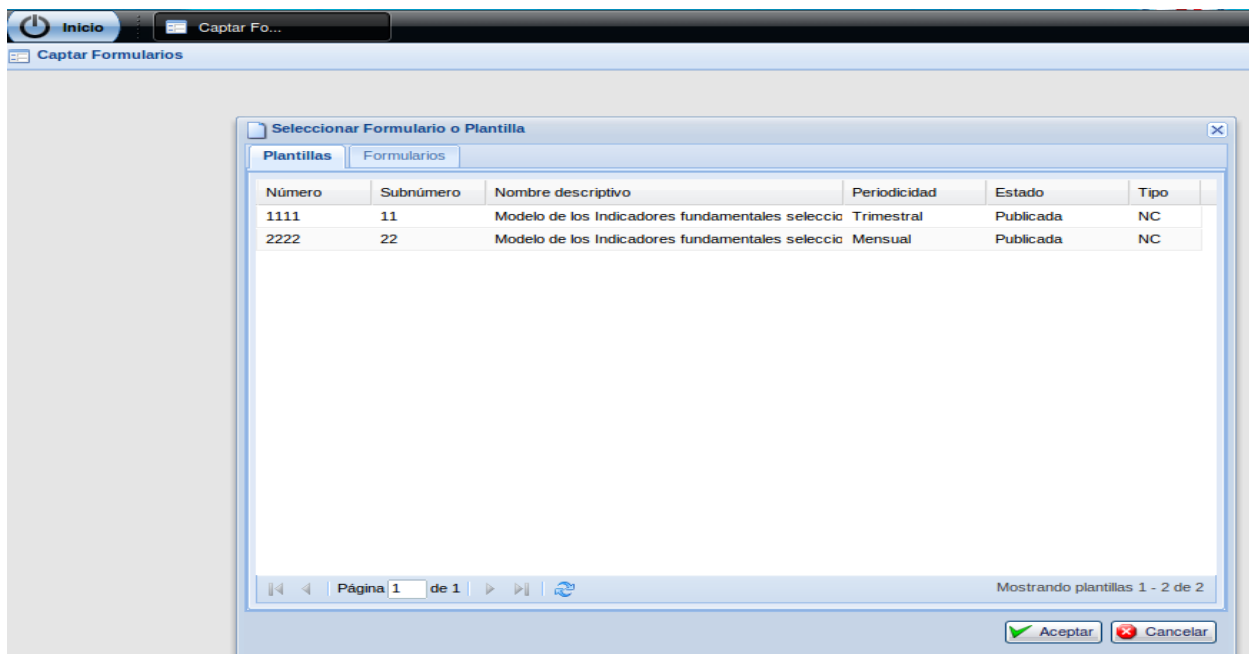 Inicio Captar Fo...
Captar Formularios
Seleccionar Formulario o Plantilla
Plantillas Formularios
Número Subnúmero Nombre descriptivo Periodicidad Estado Tipo
1111 11 Modelo de los Indicadores fundamentales seleccio Trimestral Publicada NC
2222 22 Modelo de los Indicadores fundamentales seleccio Mensual Publicada NC
Página 1 de 1 Mostrando plantillas 1 - 2 de 2
Aceptar Cancelar